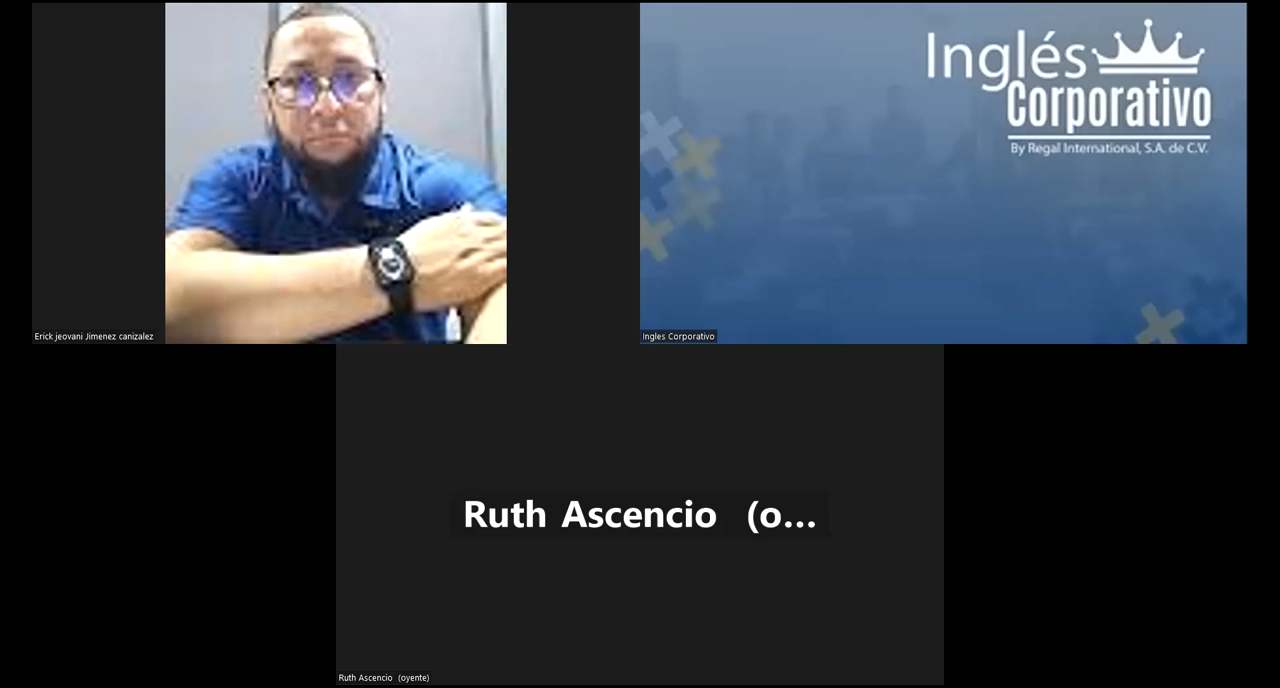 Erick jeovani Jimenez canizalez
Inglés
Corporativo
By Regal International, S.A. de C.V.
Ingles Corporativo
Ruth Ascencio (o...
Ruth Ascencio (oyente)